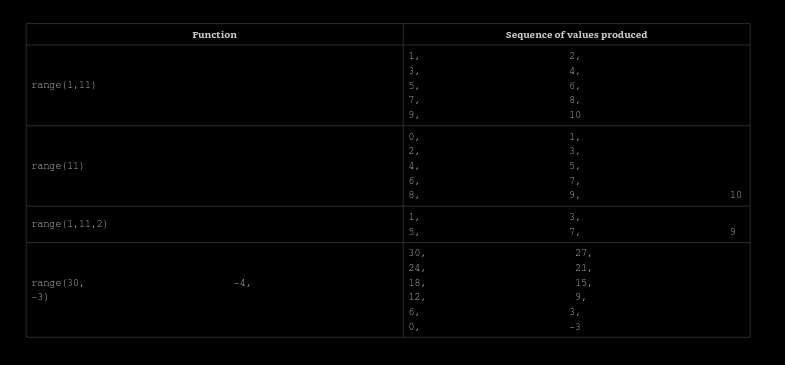 Function Sequence of values produced
range(1,11)
1, 2,
3, 4,
5, 6,
7, 8,
9, 10
range(11)
0, 1,
2, 3,
4, 5,
6, 7,
8, 9, 10
range(1,11,2)
1, 3,
5, 7, 9
range(30, -4,
-3)
30, 27,
24, 21,
18, 15,
12, 9,
6, 3,
0, -3